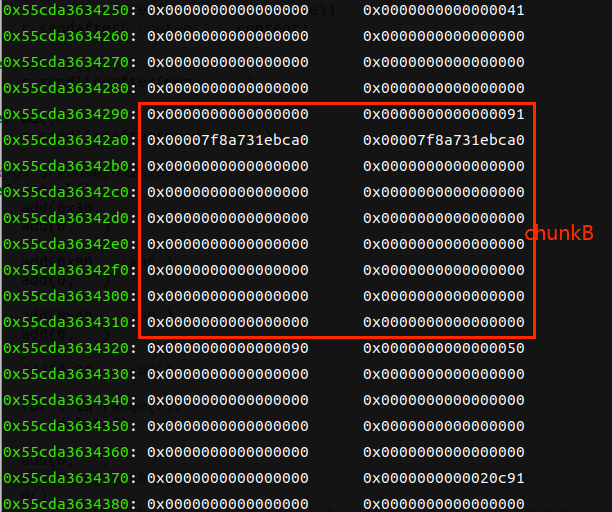 0x55cda3634250: 0x0000000000000000 0x0000000000000041
0x55cda3634260: 0x0000000000000000 0x0000000000000000
0x55cda3634270: 0x0000000000000000 0x0000000000000000
0x55cda3634280: 0x0000000000000000 0x0000000000000000
0x55cda3634290: 0x0000000000000000 0x0000000000000091
0x55cda36342a0: 0x00007f8a731ebca0 0x00007f8a731ebca0
0x55cda36342b0: 0x0000000000000000 0x0000000000000000
0x55cda36342c0: 0x0000000000000000 0x0000000000000000
0x55cda36342d0: 0x0000000000000000 0x0000000000000000
0x55cda36342e0: 0x0000000000000000 0x0000000000000000
chunkB
0x55cda36342f0: 0x0000000000000000 0x0000000000000000
0x55cda3634300: 0x0000000000000000 0x0000000000000000
0x55cda3634310: 0x0000000000000000 0x0000000000000000
0x55cda3634320: 0x0000000000000090 0x0000000000000050
0x55cda3634330: 0x0000000000000000 0x0000000000000000
0x55cda3634340: 0x0000000000000000 0x0000000000000000
0x55cda3634350: 0x0000000000000000 0x0000000000000000
0x55cda3634360: 0x0000000000000000 0x0000000000000000
0x55cda3634370: 0x0000000000000000 0x0000000000020c91
0x55cda3634380: 0x0000000000000000 0x0000000000000000